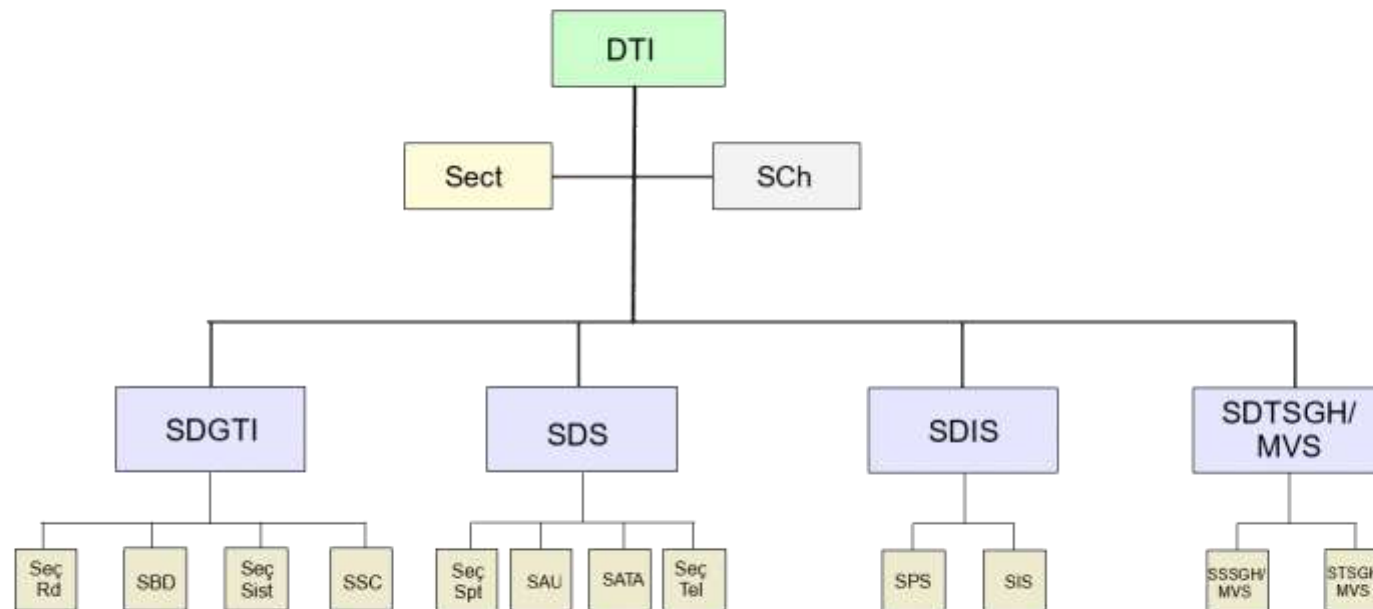 DTI
Sect
SCh
SDGTI
SDS
SDIS
SDTSGH/
MVS
Seç
Rd
SBD
Seç
Sist
SSC
Seç
Spt
SAU
SATA
Seç
Tel
SPS
SIS
SSSGH/
MVS
MVS